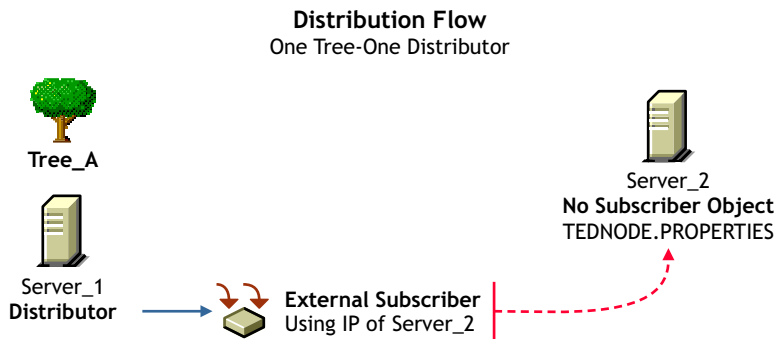 Distribution Flow
One Tree-One Distributor
Tree_A
Server_1
Distributor
External Subscriber
Using IP of Server_2
Server_2
No Subscriber Object
TEDNODE.PROPERTIES